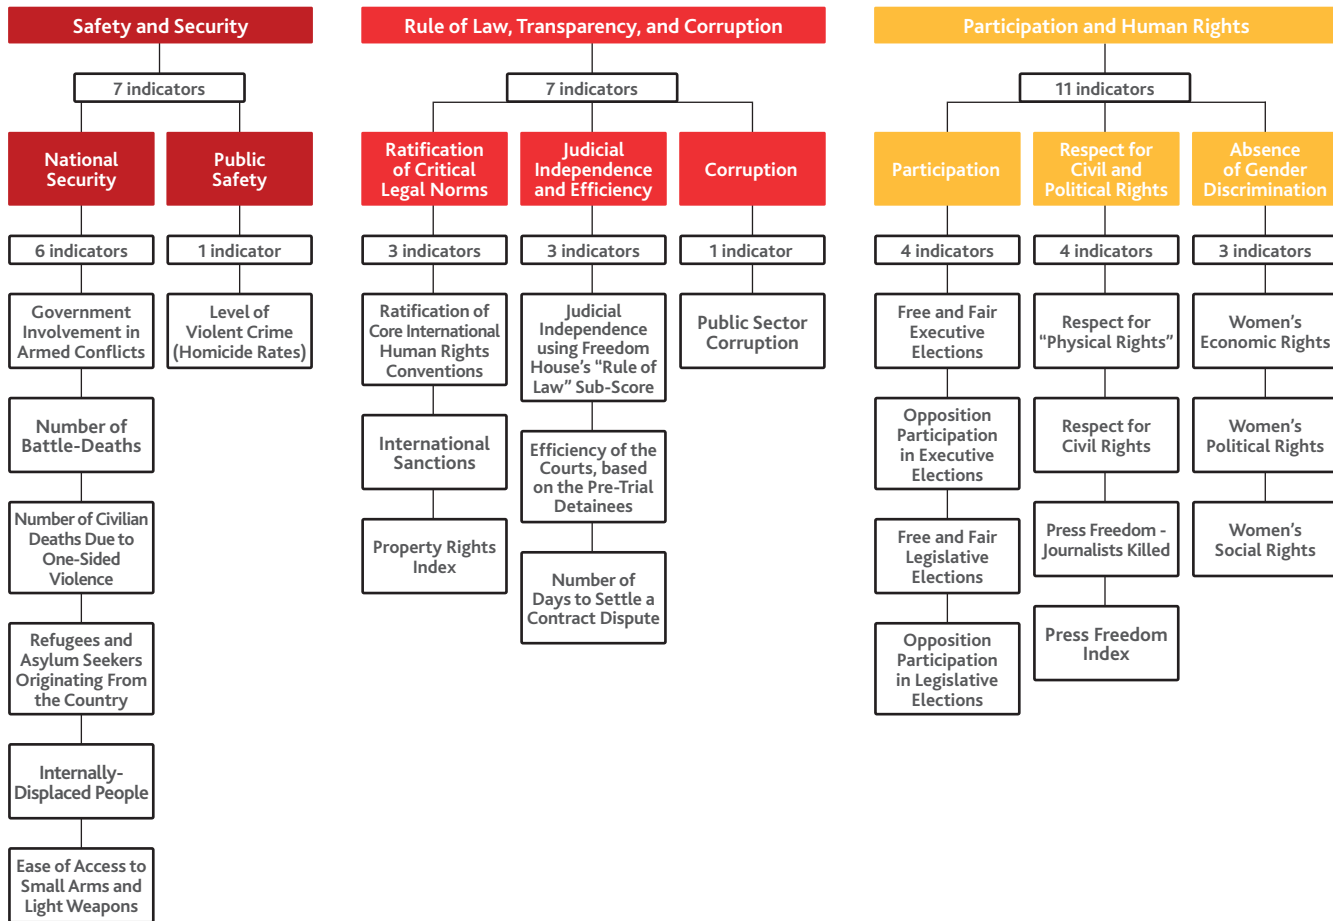 Safety and Security
7 indicators
National
Security
6 indicators
Government
Involvement in
Armed Conflicts
Number of
Battle-Deaths
Number of Civilian
Deaths Due to
One-Sided
Violence
Refugees and
Asylum Seekers
Originating From
the Country
Internally-
Displaced People
Ease of Access to
Small Arms and
Light Weapons
Public
Safety
1 indicator
Level of
Violent Crime
(Homicide Rates)
Rule of Law, Transparency, and Corruption
7 indicators
Ratification
of Critical
Legal Norms
3 indicators
Ratification of
Core International
Human Rights
Conventions
International
Sanctions
Property Rights
Index
Judicial
Independence
and Efficiency
3 indicators
Judicial
Independence
using Freedom
House's "Rule of
Law" Sub-Score
Efficiency of the
Courts, based
on the Pre-Trial
Detainees
Number of
Days to Settle a
Contract Dispute
Corruption
1 indicator
Public Sector
Corruption
Participation and Human Rights
11 indicators
Participation
4 indicators
Free and Fair
Executive
Elections
Opposition
Participation
in Executive
Elections
Free and Fair
Legislative
Elections
Opposition
Participation
in Legislative
Elections
Respect for
Civil and
Political Rights
4 indicators
Respect for
"Physical Rights"
Respect for
Civil Rights
Press Freedom -
Journalists Killed
Press Freedom
Index
Absence
of Gender
Discrimination
3 indicators
Women's
Economic Rights
Women's
Political Rights
Women's
Social Rights